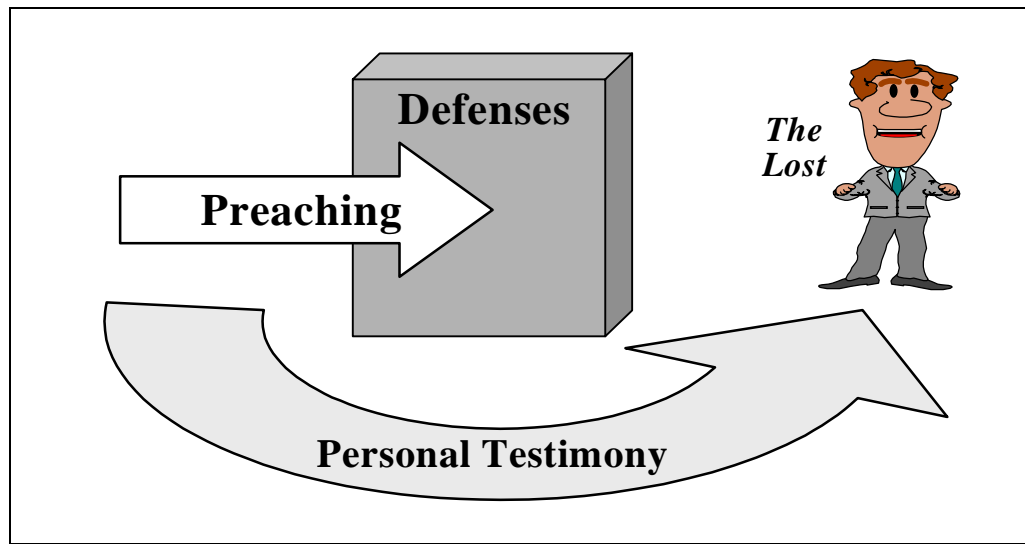 Defenses
Preaching
The
Lost
Personal Testimony